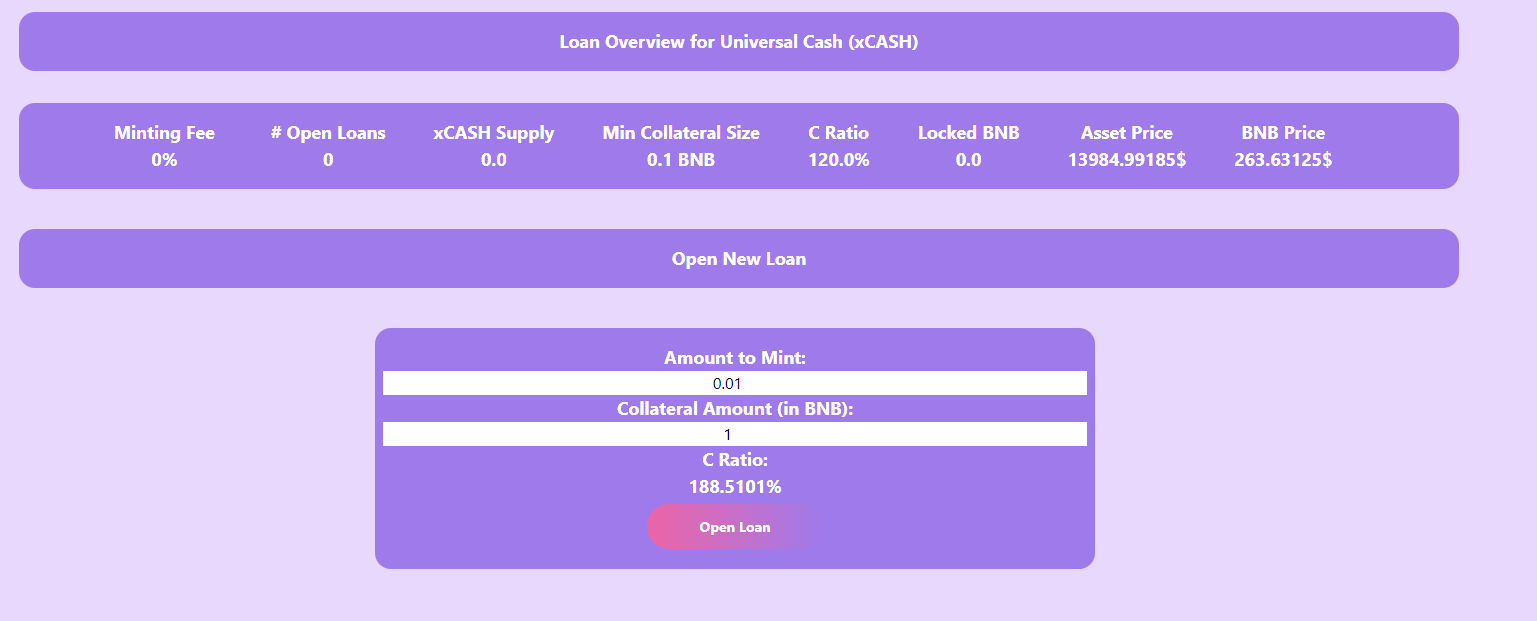 Loan Overview for Universal Cash (xCASH)
Minting Fee # Open Loans xCASH Supply Min Collateral Size C Ratio Locked BNB Asset Price BNB Price
0% 0 0.0 0.1 BNB 120.0% 0.0 13984.99185$ 263.63125$
Open New Loan
Amount to Mint:
0.01
Collateral Amount (in BNB):
1
C Ratio:
188.5101%
Open Loan